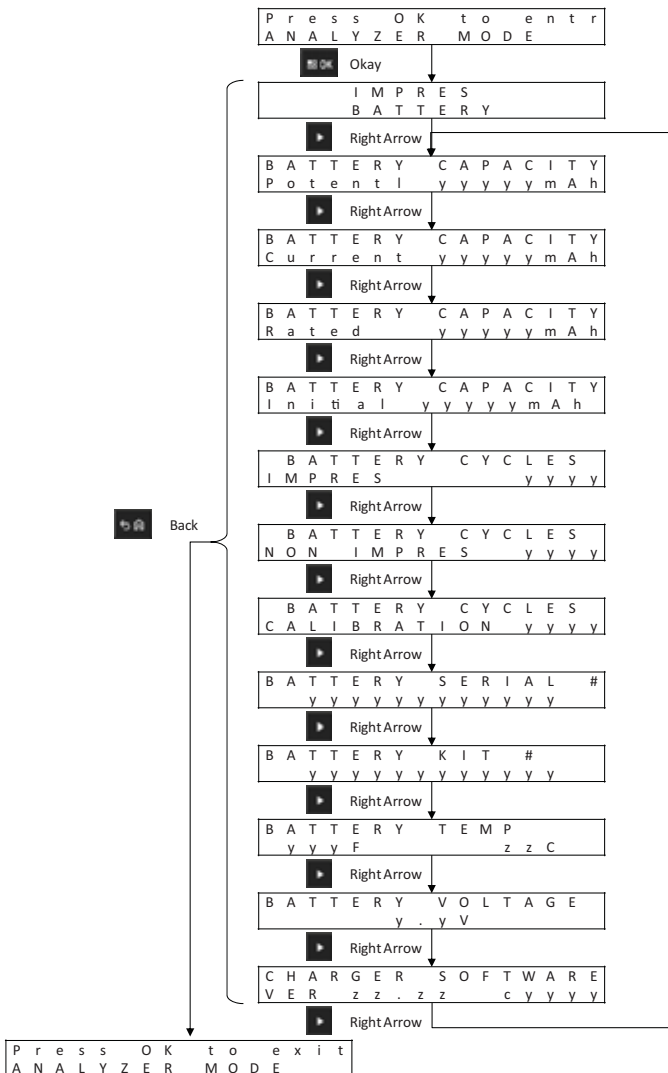 Press OK to entr
ANALYZER MODE
OK Okay
IMPRES
BATTERY
Right Arrow
BATTERY CAPACITY
Potentl yyyyymAh
Right Arrow
BATTERY CAPACITY
Current yyyyymAh
Right Arrow
BATTERY CAPACITY
Rated yyyyymAh
Right Arrow
BATTERY CAPACITY
Initial yyyyymAh
Right Arrow
BATTERY CYCLES
IMPRES yyyy
Right Arrow
Back
BATTERY CYCLES
NON IMPRES yyyy
Right Arrow
BATTERY CYCLES
CALIBRATION yyyy
Right Arrow
BATTERY SERIAL #
yyyyyyyyyyyy
Right Arrow
BATTERY KIT #
yyyyyyyyyyyy
Right Arrow
BATTERY TEMP
yyyF zzC
Right Arrow
BATTERY VOLTAGE
y.yV
Right Arrow
CHARGER SOFTWARE
VER zz.zz cyyyy
Right Arrow
Press OK to exit
ANALYZER MODE